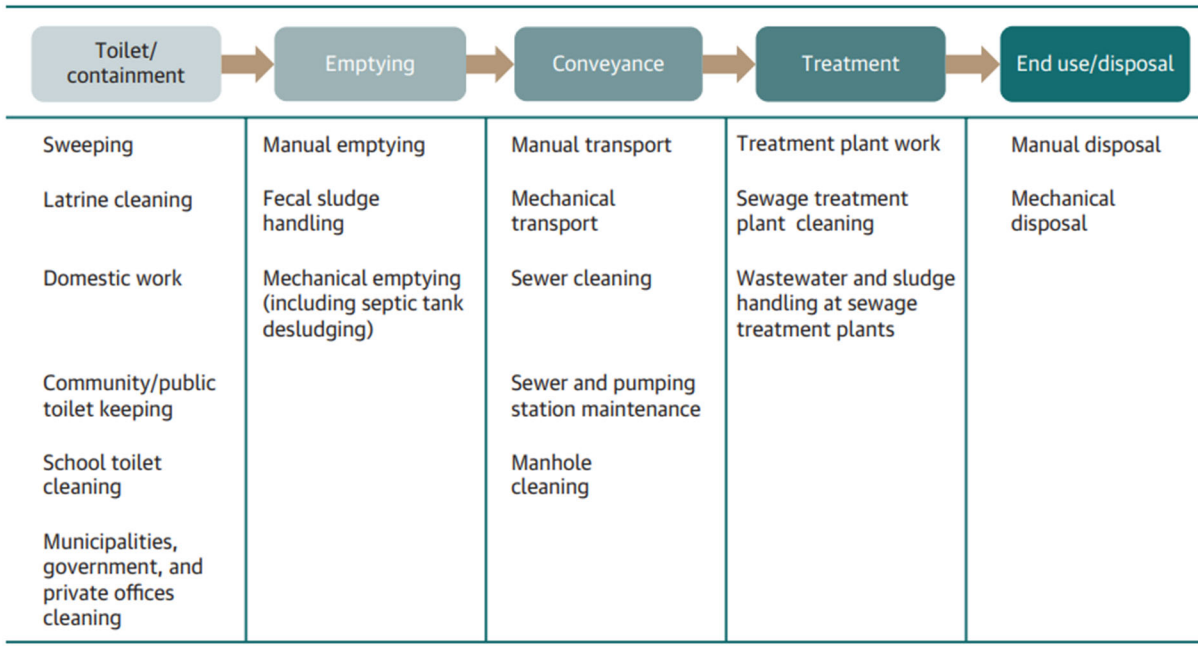 Toilet/
containment
Emptying
Conveyance
Treatment
End use/disposal
Sweeping
Latrine cleaning
Domestic work
Community/public
toilet keeping
School toilet
cleaning
Municipalities,
government, and
private offices
cleaning
Manual emptying
Fecal sludge
handling
Mechanical emptying
(including septic tank
desludging)
Manual transport
Mechanical
transport
Sewer cleaning
Sewer and pumping
station maintenance
Manhole
cleaning
Treatment plant work
Sewage treatment
plant cleaning
Wastewater and sludge
handling at sewage
treatment plants
Manual disposal
Mechanical
disposal